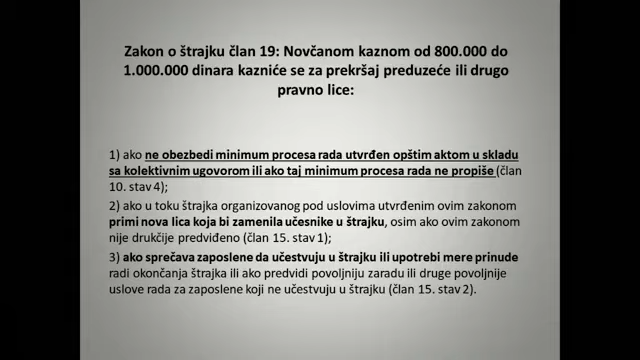 Zakon o štrajku član 19: Novčanom kaznom od 800.000 do
1.000.000 dinara kazniće se za prekršaj preduzeće ili drugo
pravno lice:
1) ako ne obezbedi minimum procesa rada utvrđen opštim aktom u skladu
sa kolektivnim ugovorom ili ako taj minimum procesa rada ne propiše (član
10. stav 4);
2) ako u toku štrajka organizovanog pod uslovima utvrđenim ovim zakonom
primi nova lica koja bi zamenila učesnike u štrajku, osim ako ovim zakonom
nije drukčije predviđeno (član 15. stav 1);
3) ako sprečava zaposlene da učestvuju u štrajku ili upotrebi mere prinude
radi okončanja štrajka ili ako predvidi povoljniju zaradu ili druge povoljnije
uslove rada za zaposlene koji ne učestvuju u štrajku (član 15. stav 2).